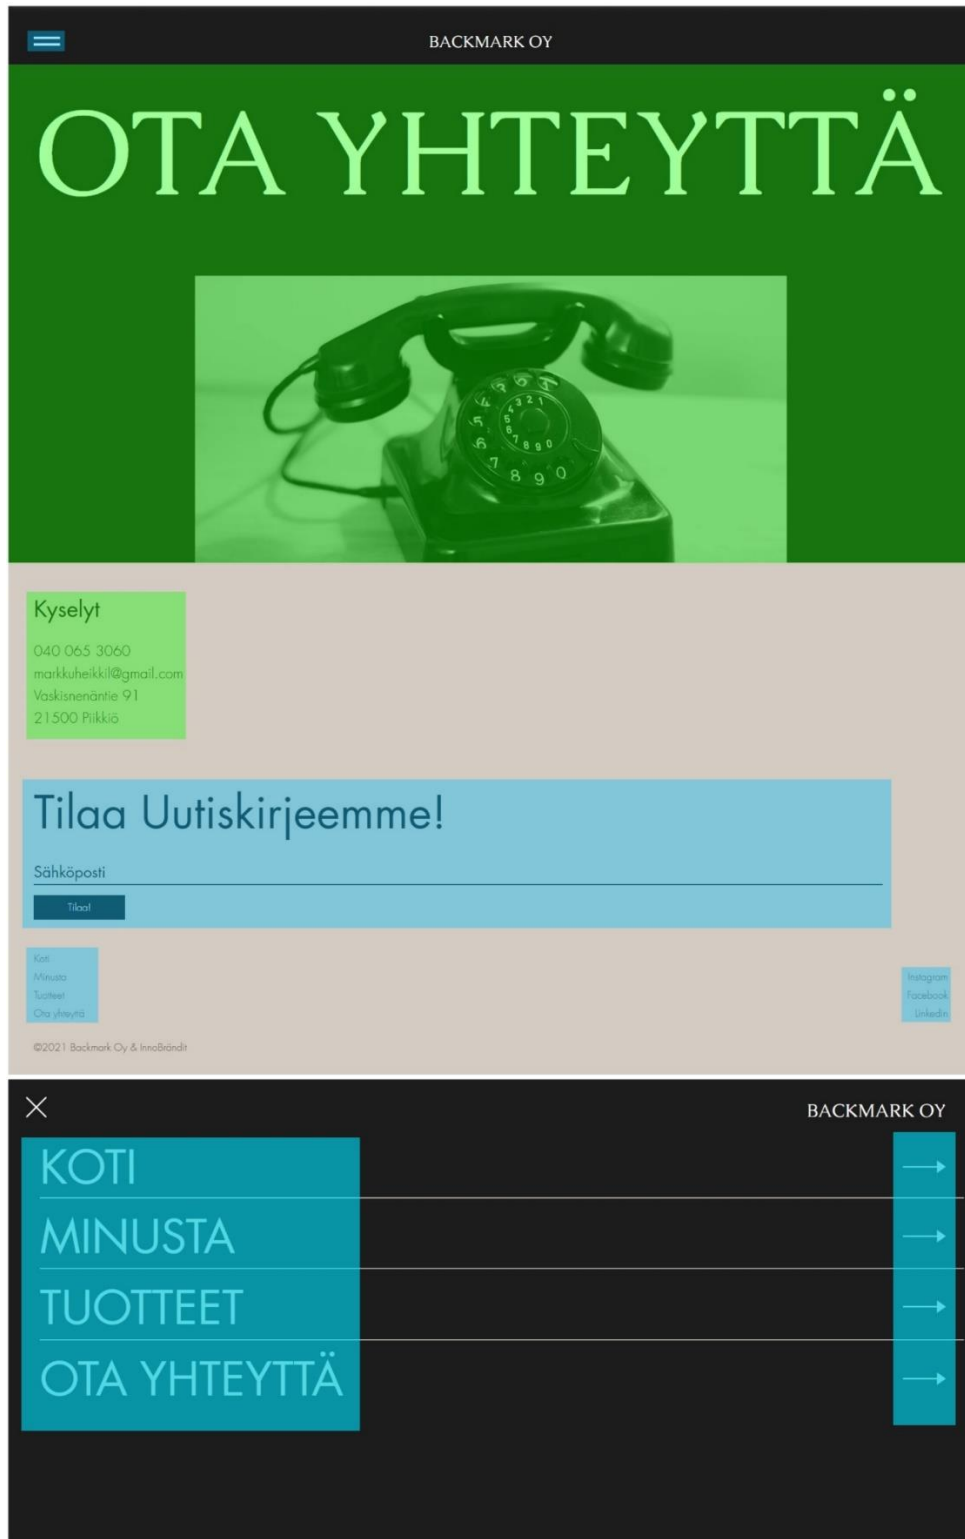 BACKMARK OY
OTA YHTEYTTÄ
Kyselyt
040 065 3060
markkuheikkil@gmail.com
Vaskisnenäntie 91
21500 Piikkiö
Tilaa Uutiskirjeemme!
Sähköposti
Tilaa!
Koti
Minusta
Tuotteet
Ota yhteyttä
Instagram
Facebook
Linkedin
©2021 Backmark Oy & InnoBrändit
BACKMARK OY
KOTI
MINUSTA
TUOTTEET
OTA YHTEYTTÄ